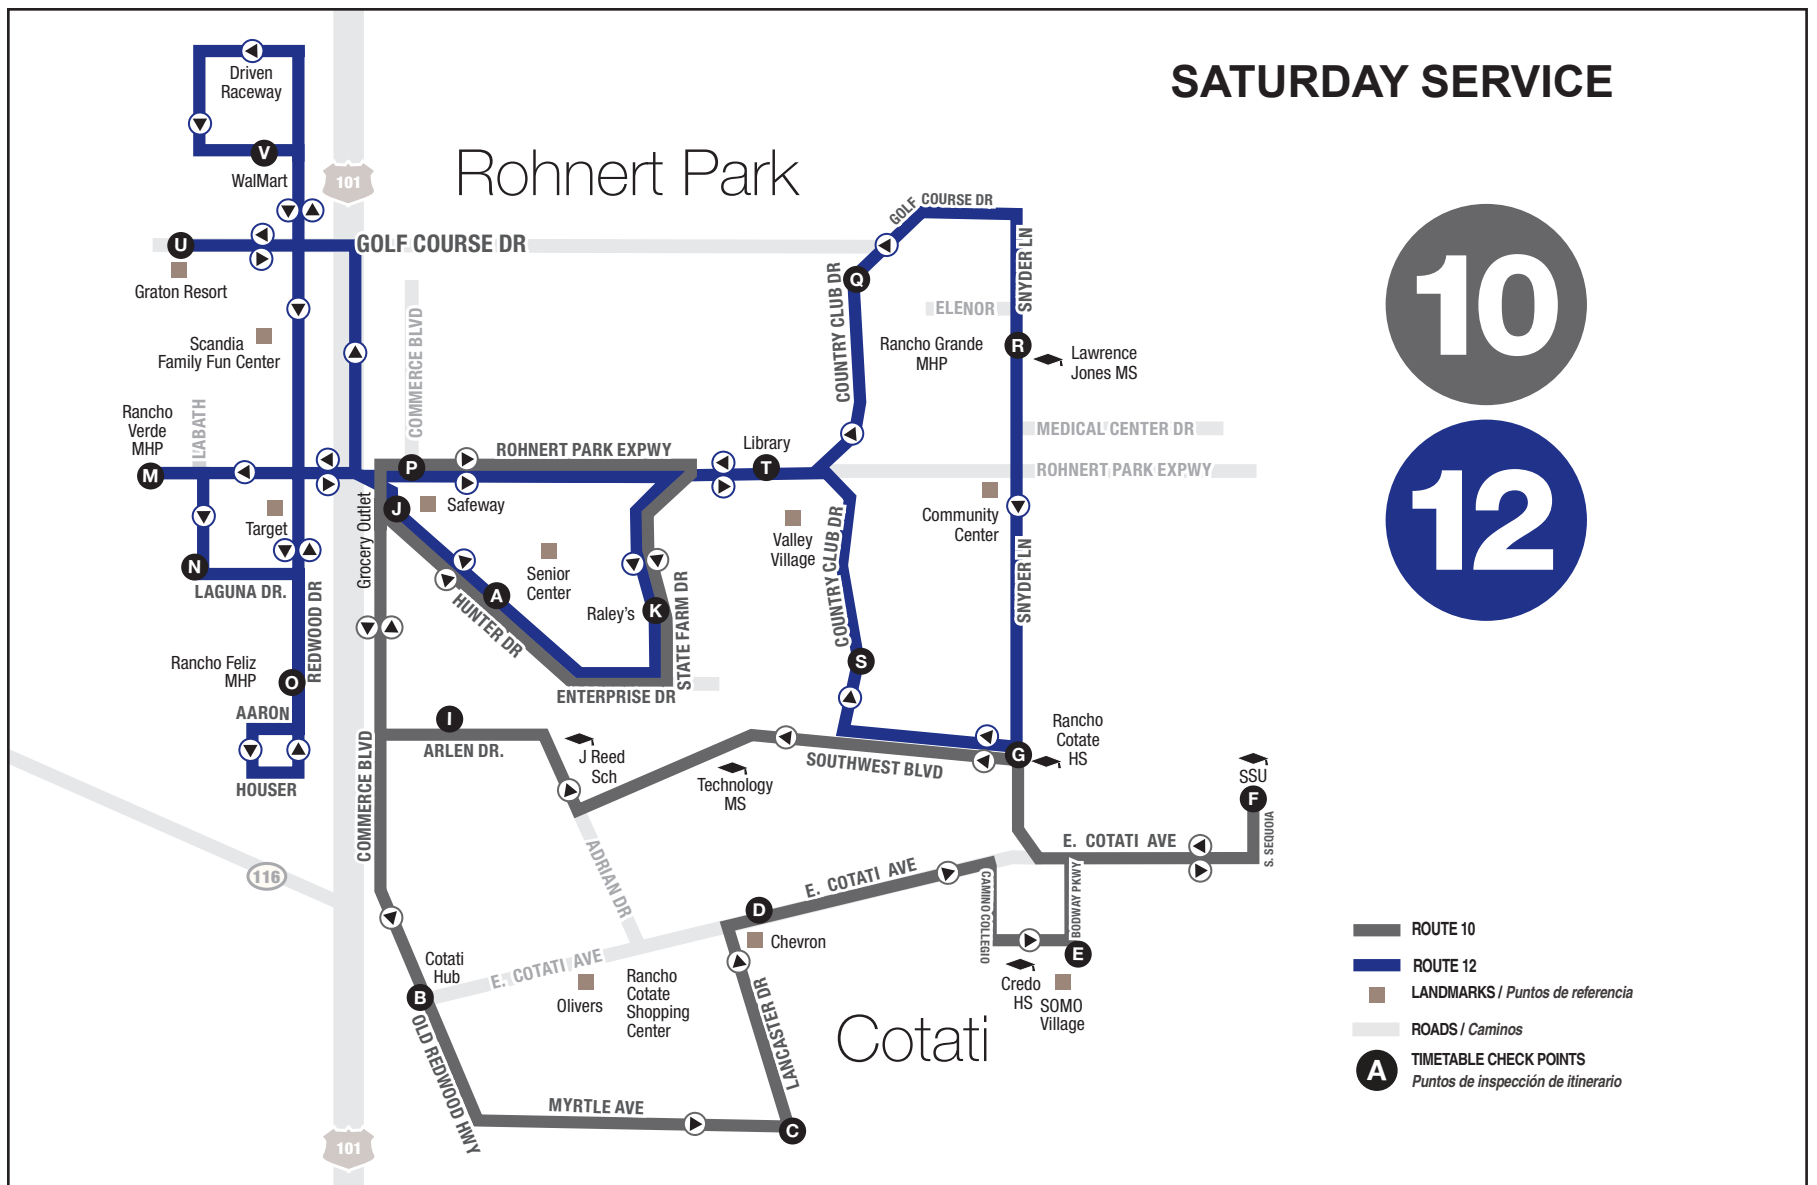 SATURDAY SERVICE
Driven
Raceway
V
WalMart
101
Rohnert Park
GOLF COURSE DR
SNYDER LN
U
GOLF COURSE DR
Graton Resort
Q
COUNTRY CLUB DR
ELENOR
10
COMMERCE BLVD
Scandia
Family Fun Center
Rancho Grande
MHP
R
Lawrence
Jones MS
Rancho
Verde
MHP
LABATH
MEDICAL CENTER DR
ROHNERT PARK EXPWY
Library
M
P
T
ROHNERT PARK EXPWY
12
Grocery Outlet
J
Safeway
Target
Community
Center
Valley
Village
COUNTRY CLUB DR
SNYDER LN
N
LAGUNA DR.
REDWOOD DR
Senior
Center
A
HUNTER DR
Raley's
K
STATE FARM DR
Rancho Feliz
MHP
O
S
ENTERPRISE DR
AARON
HOUSER
I
ARLEN DR.
COMMERCE BLVD
J Reed
Sch
Technology
MS
SOUTHWEST BLVD
G
Rancho
Cotate
HS
SSU
F
S. SEQUOIA
E. COTATI AVE
116
ADRIAN DR
E. COTATI AVE
CAMINO COLLEGIO
BODWAY PKWY
D
Chevron
E
Credo
HS
SOMO
Village
Cotati
Hub
B
E. COTATI AVE
Olivers
Rancho
Cotate
Shopping
Center
LANCASTER DR
Cotati
OLD REDWOOD HWY
MYRTLE AVE
C
101
ROUTE 10
ROUTE 12
LANDMARKS / Puntos de referencia
ROADS / Caminos
A
TIMETABLE CHECK POINTS
Puntos de inspección de itinerario